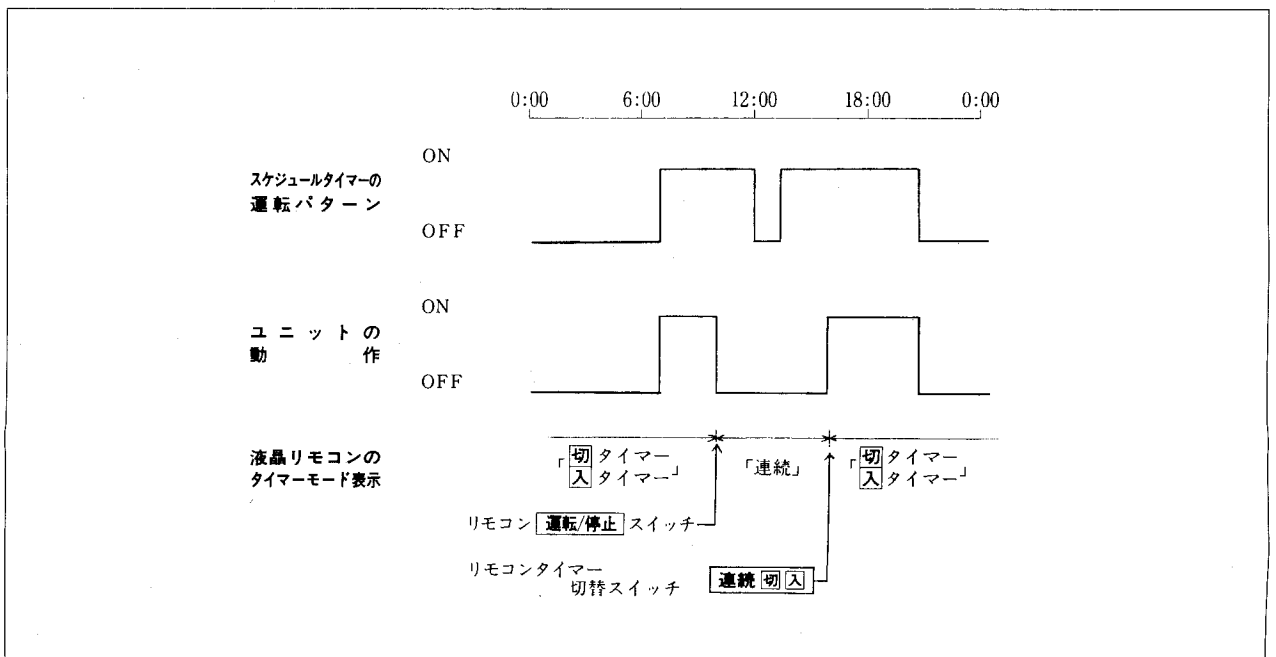 0:00 6:00 12:00 18:00 0:00
ON
スケジュールタイマーの
運転パターン
OFF
ON
ユニットの
動作
OFF
液晶リモコンの
タイマーモード表示
「切タイマー
入タイマー」
「連続」
「切タイマー
入タイマー」
リモコン 運転/停止 スイッチ
リモコンタイマー
切替スイッチ 連続 切 入